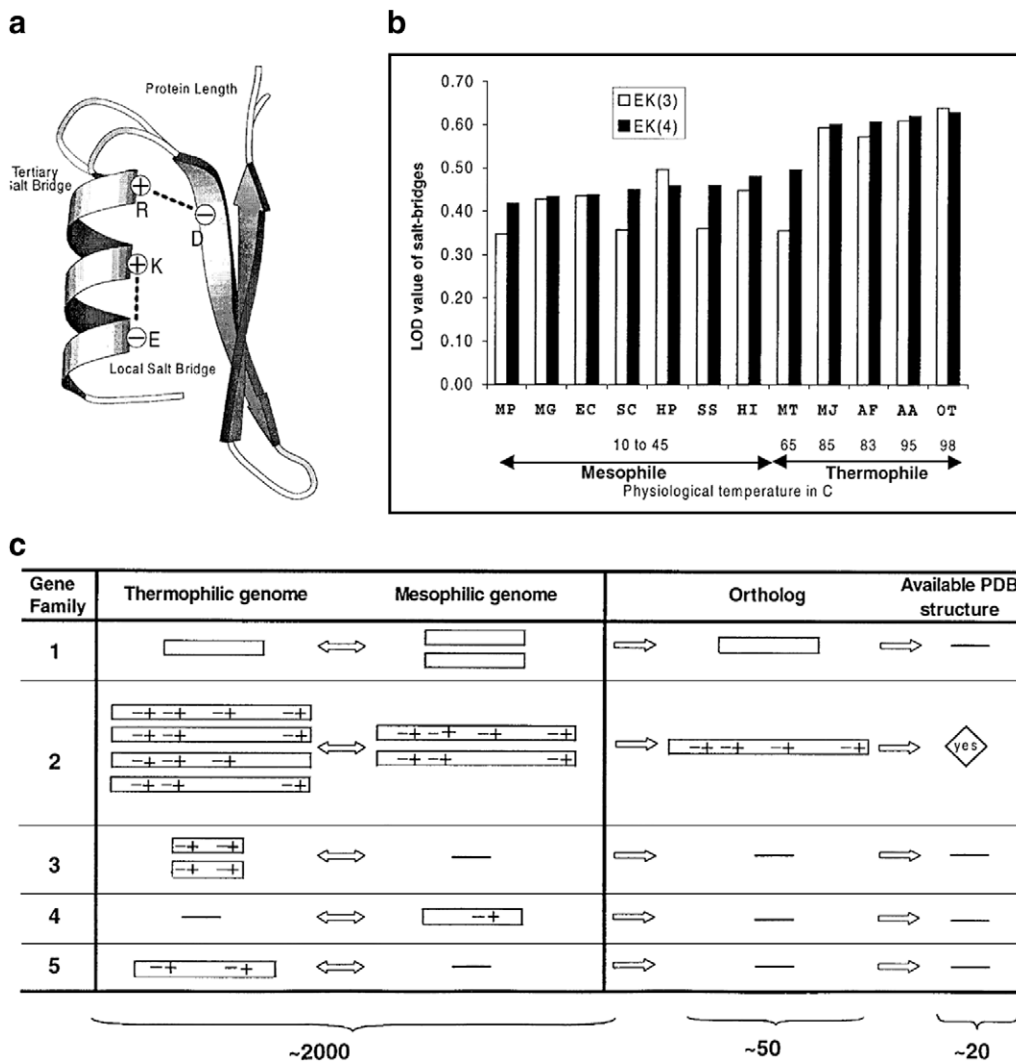 a
Protein Length
Tertiary
Salt Bridge
+
R
−
D
+ K
− E
Local Salt Bridge
b
LOD value of salt-bridges
0.70
0.60
0.50
0.40
0.30
0.20
0.10
0.00
EK(3)
EK(4)
MP MG EC SC HP SS HI MT MJ AF AA OT
10 to 45 65 85 83 95 98
Mesophile Thermophile
Physiological temperature in C
c
Gene Family
Thermophilic genome
Mesophilic genome
Ortholog
Available PDB structure
1
2
−+ −+ −+ −+
−+ −+ −+
−+ −+ −+
−+ −+ −+
−+ −+ −+ −+
−+ −+ −+
−+ −+ −+ −+
yes
3
−+ −+
−+ −+
4
−+
5
−+ −+
~2000 ~50 ~20